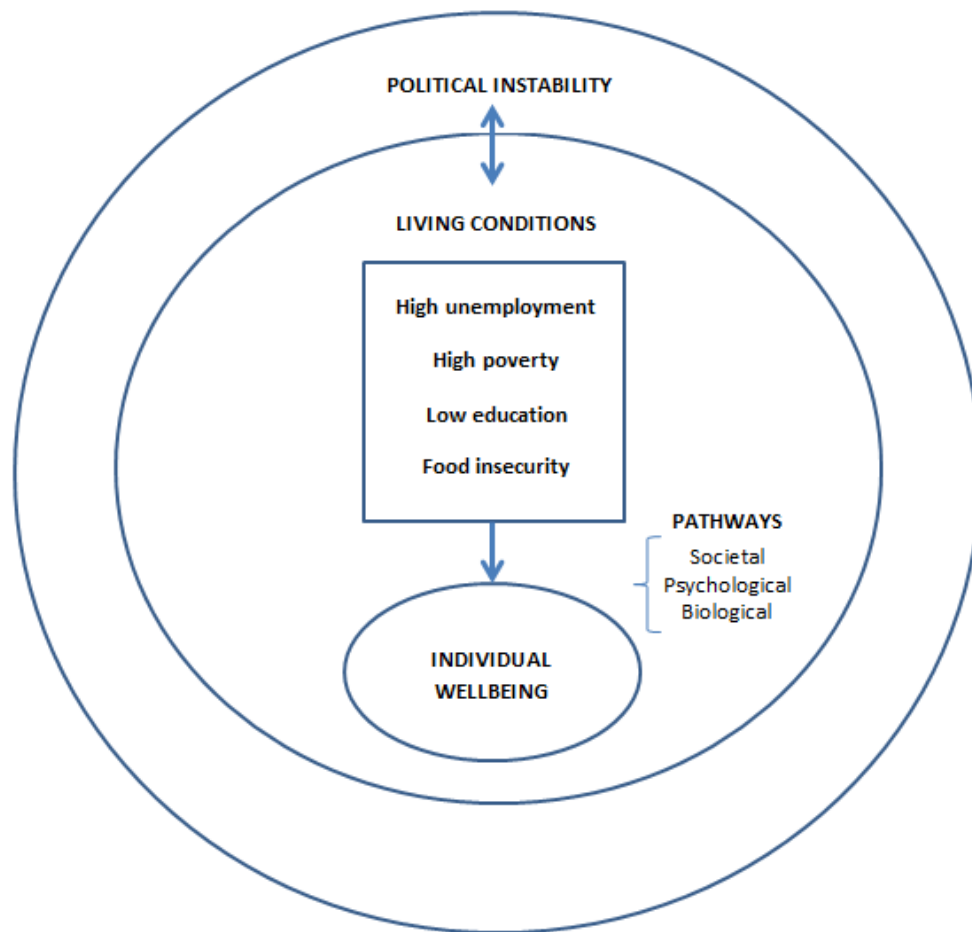 POLITICAL INSTABILITY
LIVING CONDITIONS
High unemployment
High poverty
Low education
Food insecurity
PATHWAYS
Societal
Psychological
Biological
INDIVIDUAL
WELLBEING